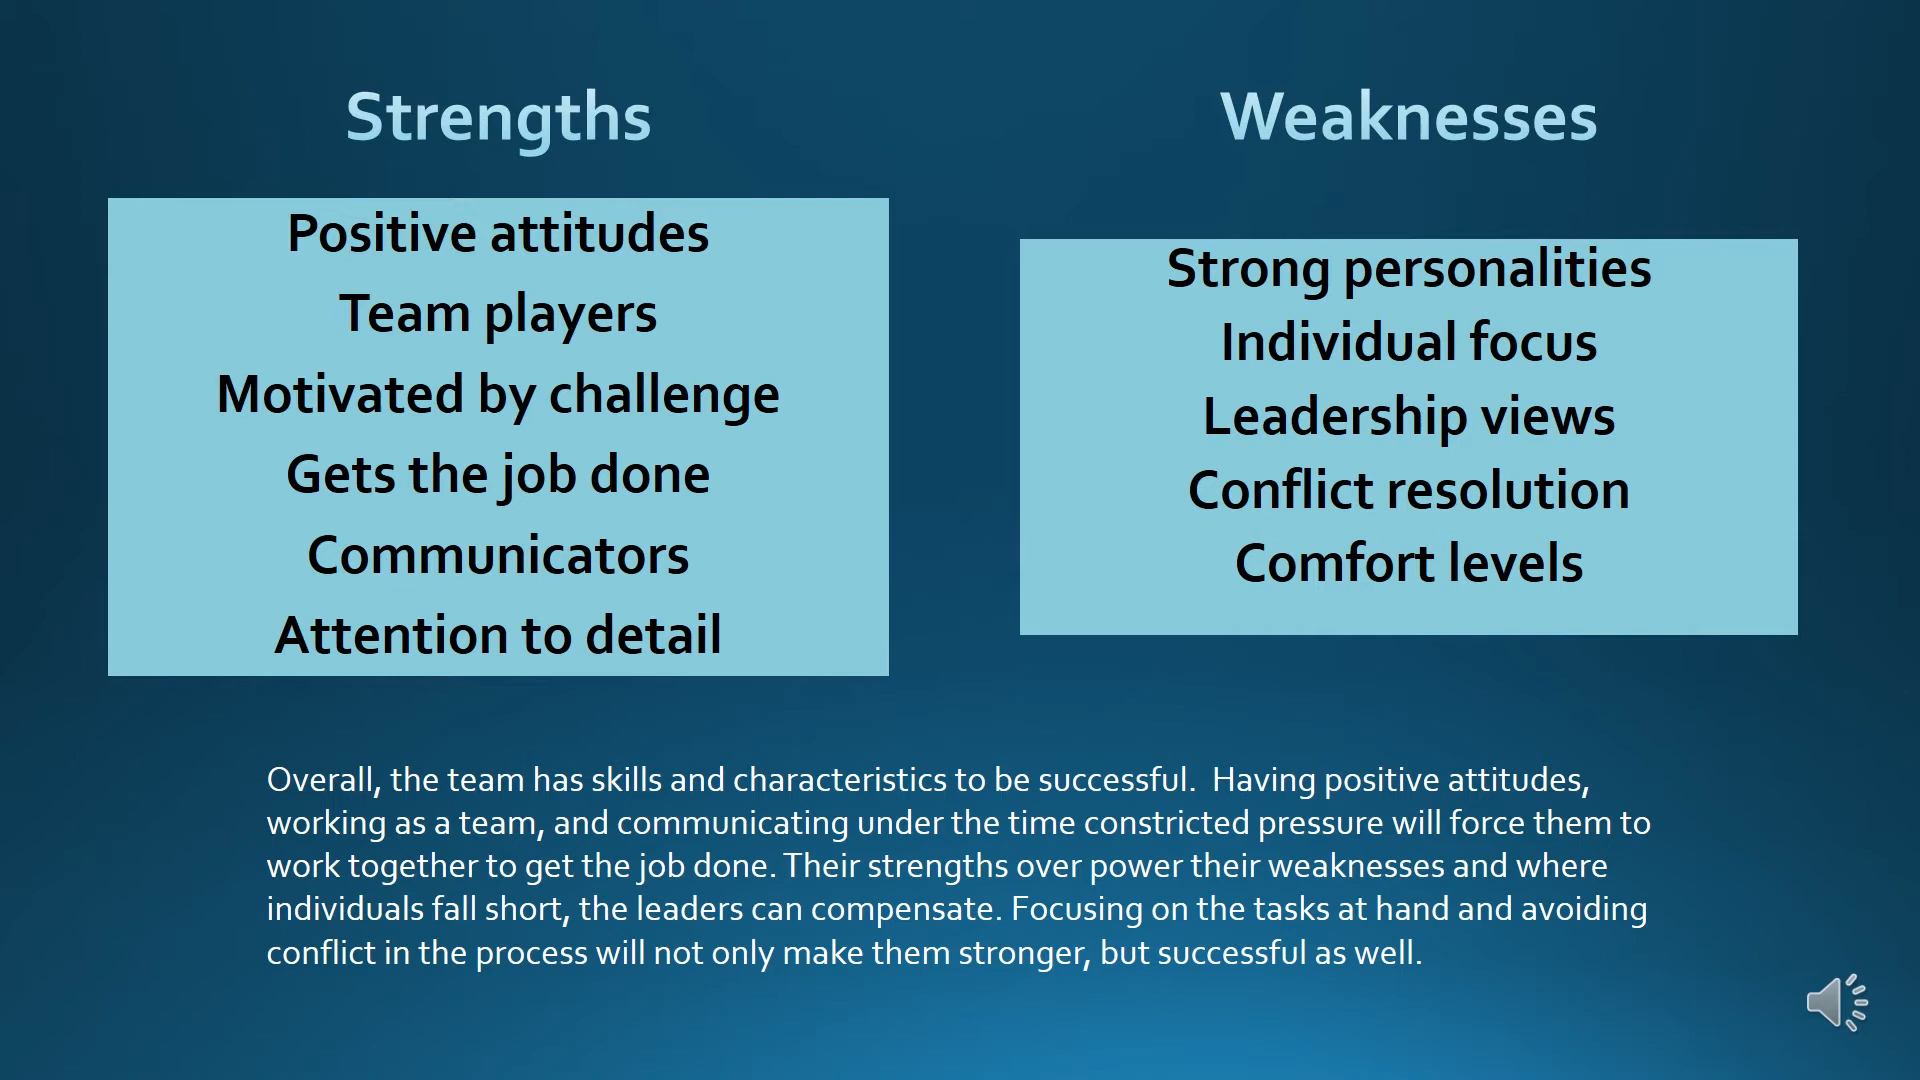 Strengths
Positive attitudes
Team players
Motivated by challenge
Gets the job done
Communicators
Attention to detail
Weaknesses
Strong personalities
Individual focus
Leadership views
Conflict resolution
Comfort levels
Overall, the team has skills and characteristics to be successful.  Having positive attitudes,
working as a team, and communicating under the time constricted pressure will force them to
work together to get the job done. Their strengths over power their weaknesses and where
individuals fall short, the leaders can compensate. Focusing on the tasks at hand and avoiding
conflict in the process will not only make them stronger, but successful as well.